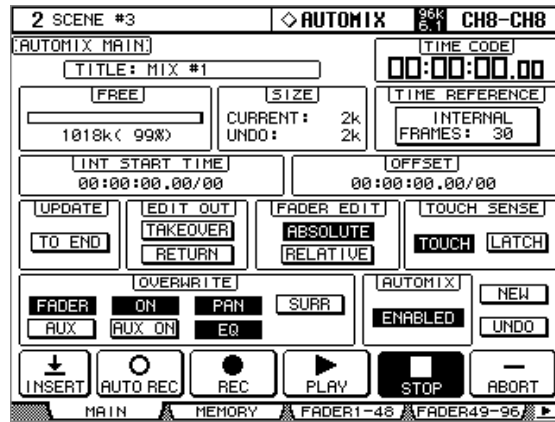 2 SCENE #3 ◇AUTOMIX 96k 6.1 CH8-CH8
AUTOMIX MAIN
TITLE: MIX #1
TIME CODE
00:00:00.00
FREE
1018k( 99%)
SIZE
CURRENT: 2k
UNDO: 2k
TIME REFERENCE
INTERNAL
FRAMES: 30
INT START TIME
00:00:00.00/00
OFFSET
00:00:00.00/00
UPDATE
TO END
EDIT OUT
TAKEOVER
RETURN
FADER EDIT
ABSOLUTE
RELATIVE
TOUCH SENSE
TOUCH LATCH
OVERWRITE
FADER ON PAN SURR
AUX AUX ON EQ
AUTOMIX
ENABLED
NEW
UNDO
INSERT AUTO REC REC PLAY STOP ABORT
MAIN MEMORY FADER1-48 FADER49-96